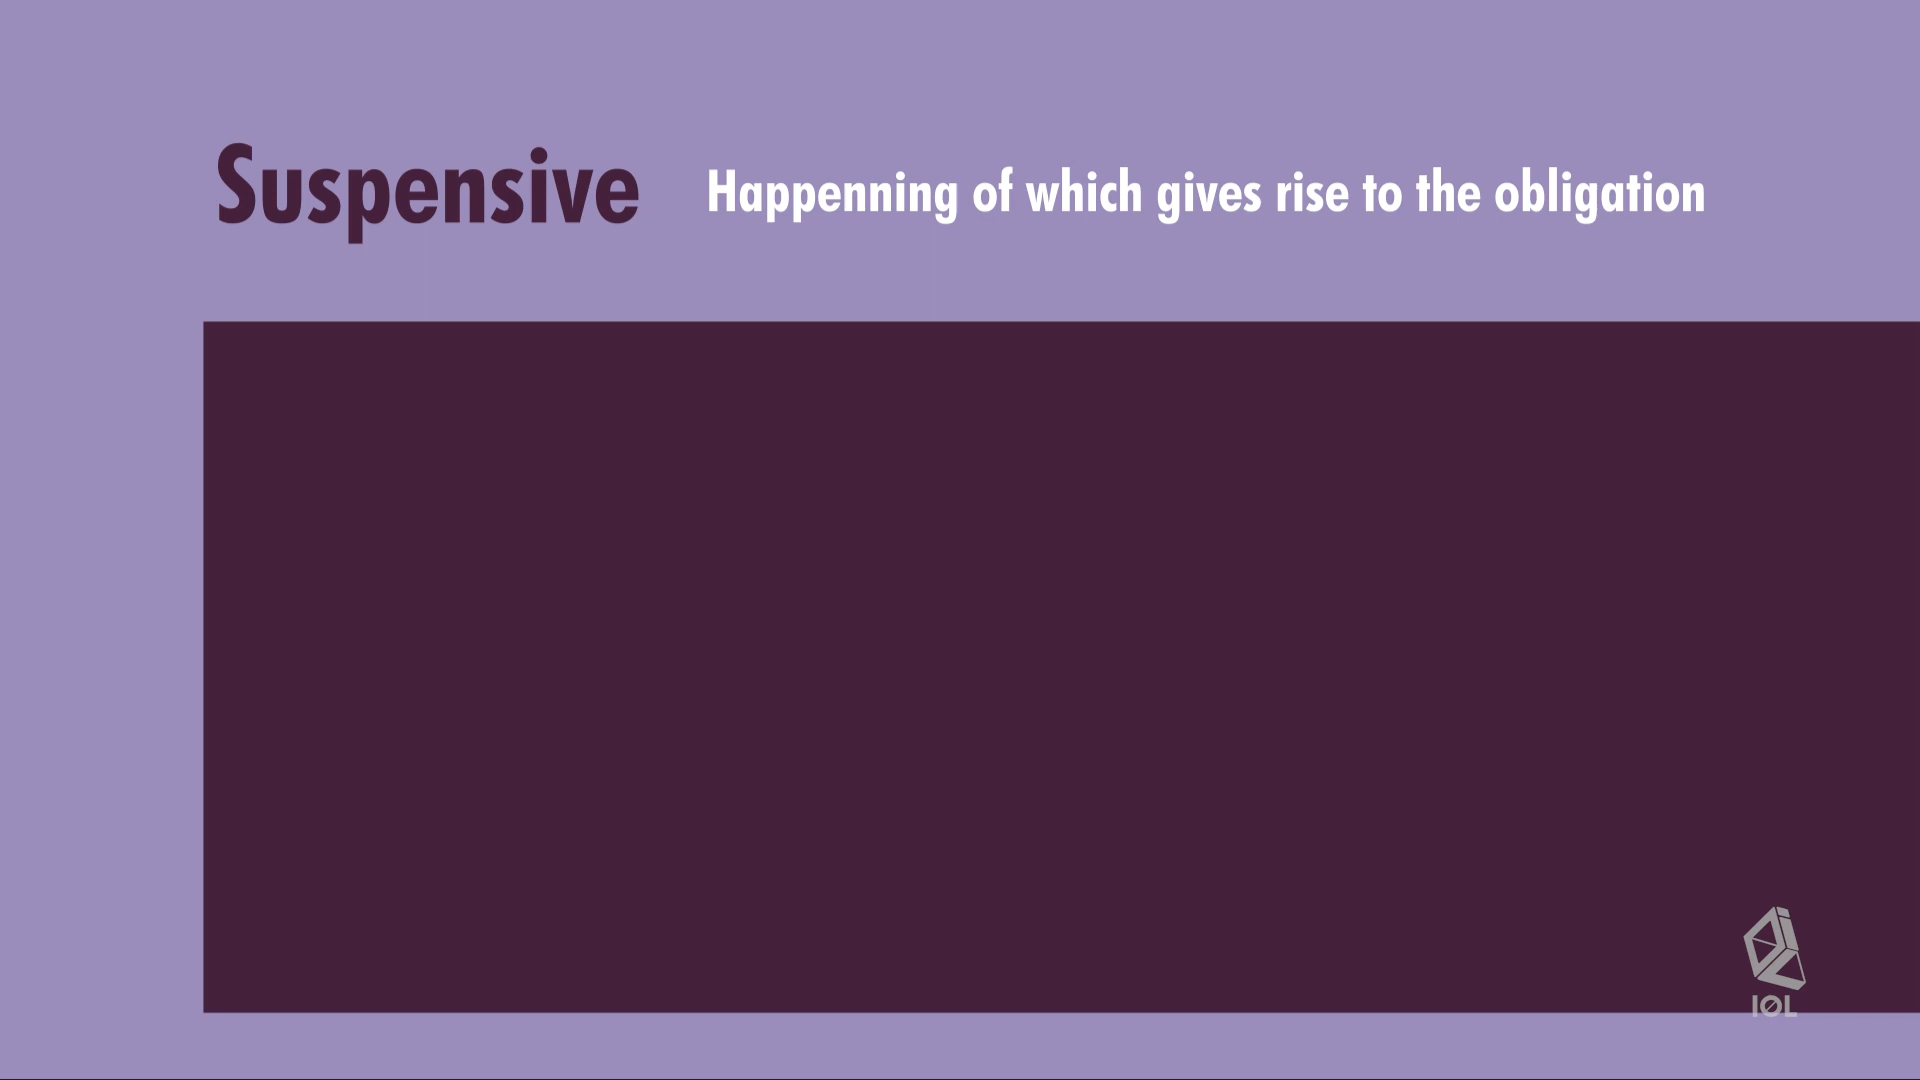 Suspensive
Happenning of which gives rise to the obligation
IOL